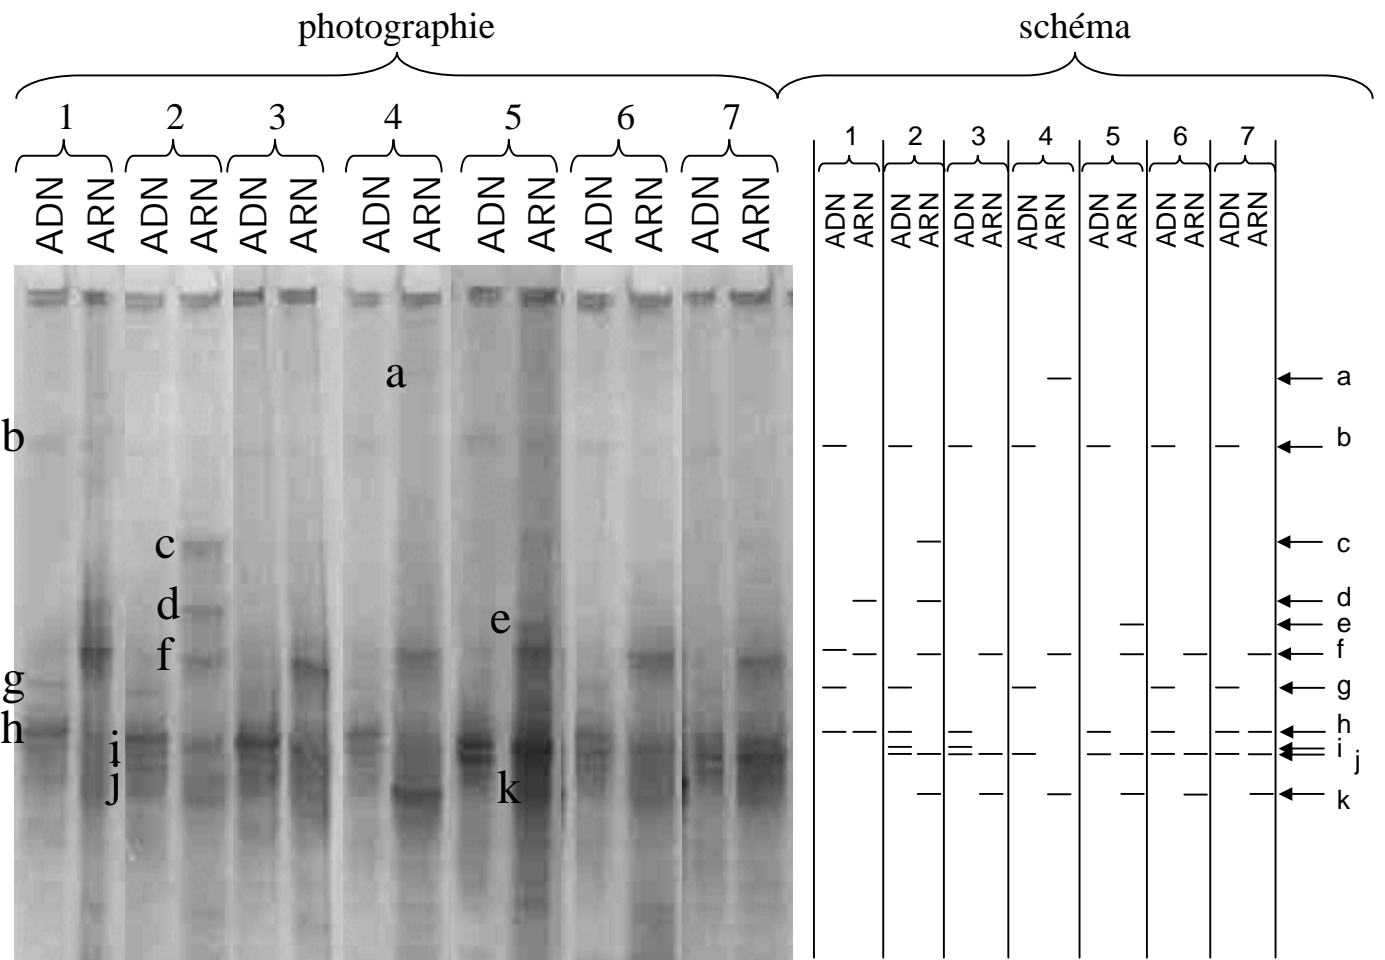 photographie schéma
1 2 3 4 5 6 7 1 2 3 4 5 6 7
ADN ARN ADN ARN ADN ARN ADN ARN ADN ARN ADN ARN ADN ARN ADN ARN ADN ARN ADN ARN ADN ARN ADN ARN ADN ARN ADN ARN
a a
b b
c c
d d
e e
f f
g g
h h
i i
j j
k k